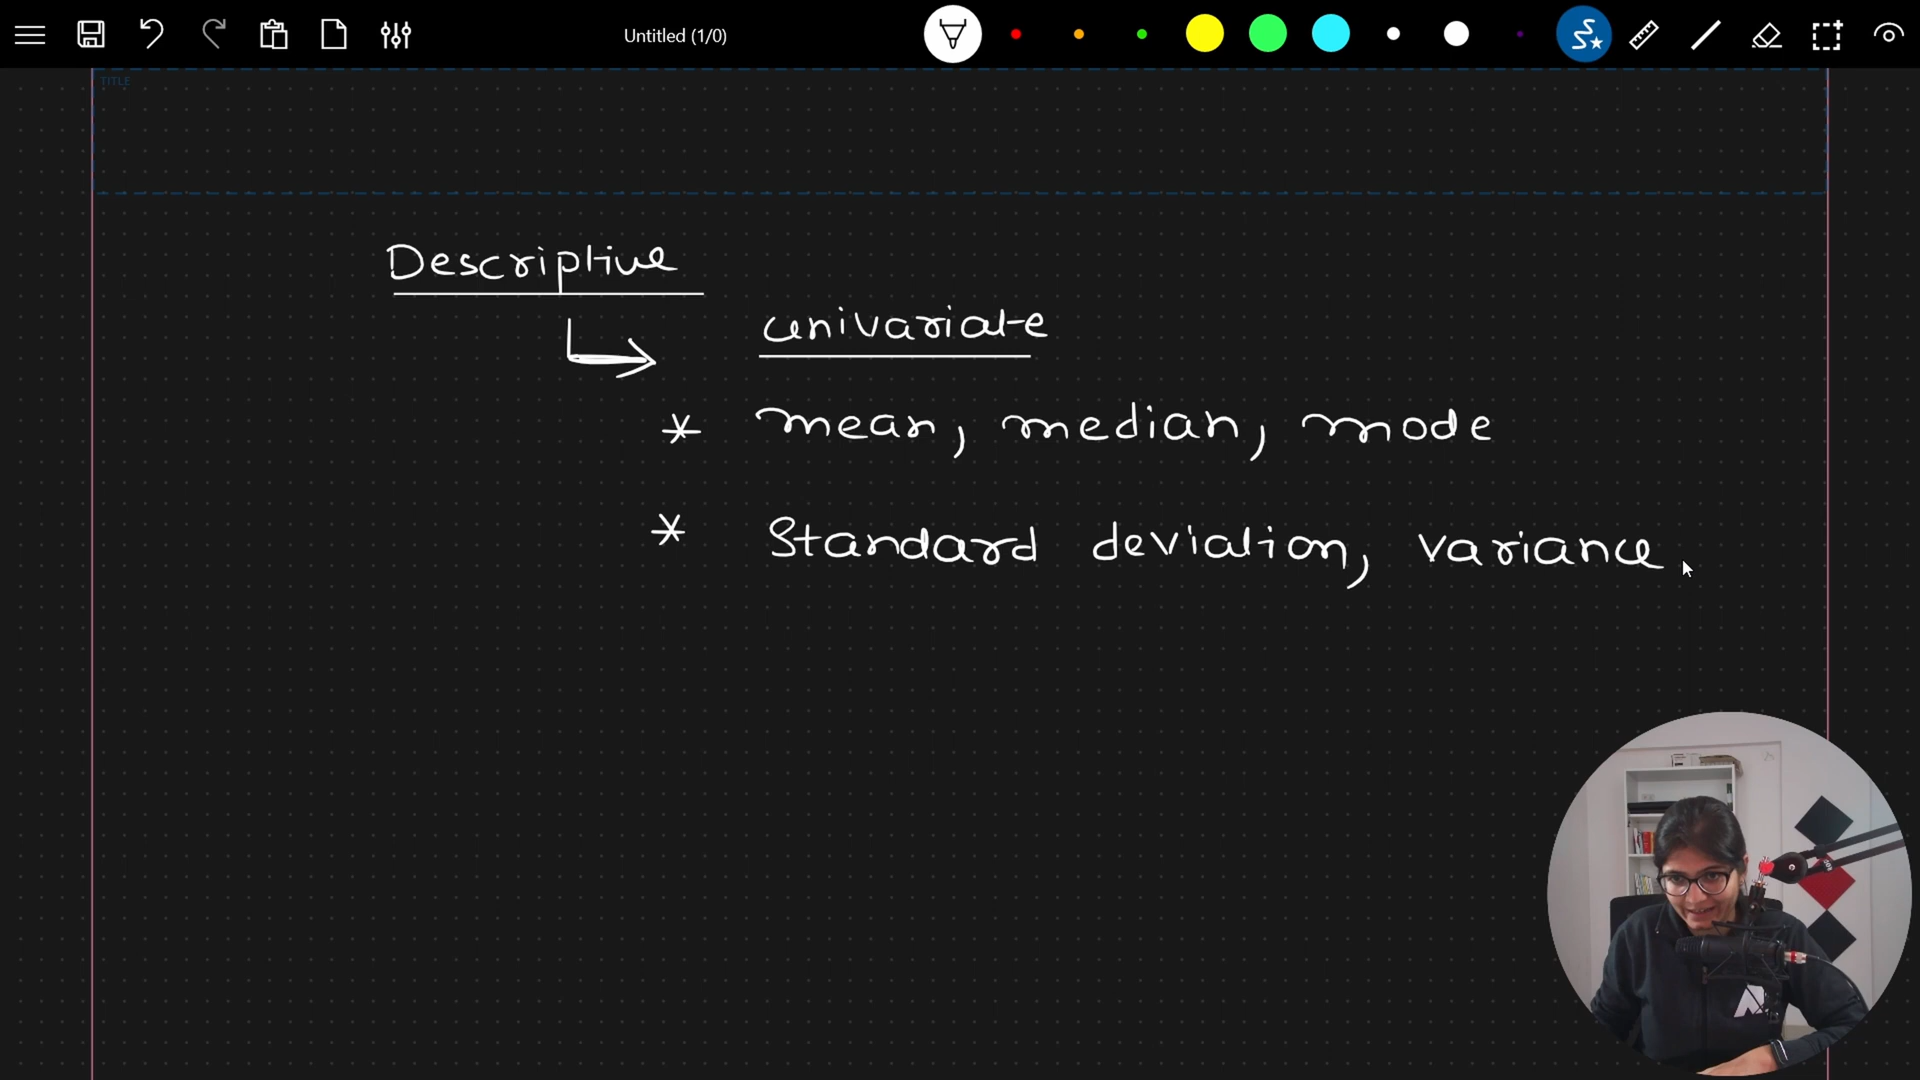 Untitled (1/0)
TITLE
Descriptive
univariate
* mean, median, mode
* Standard deviation, variance